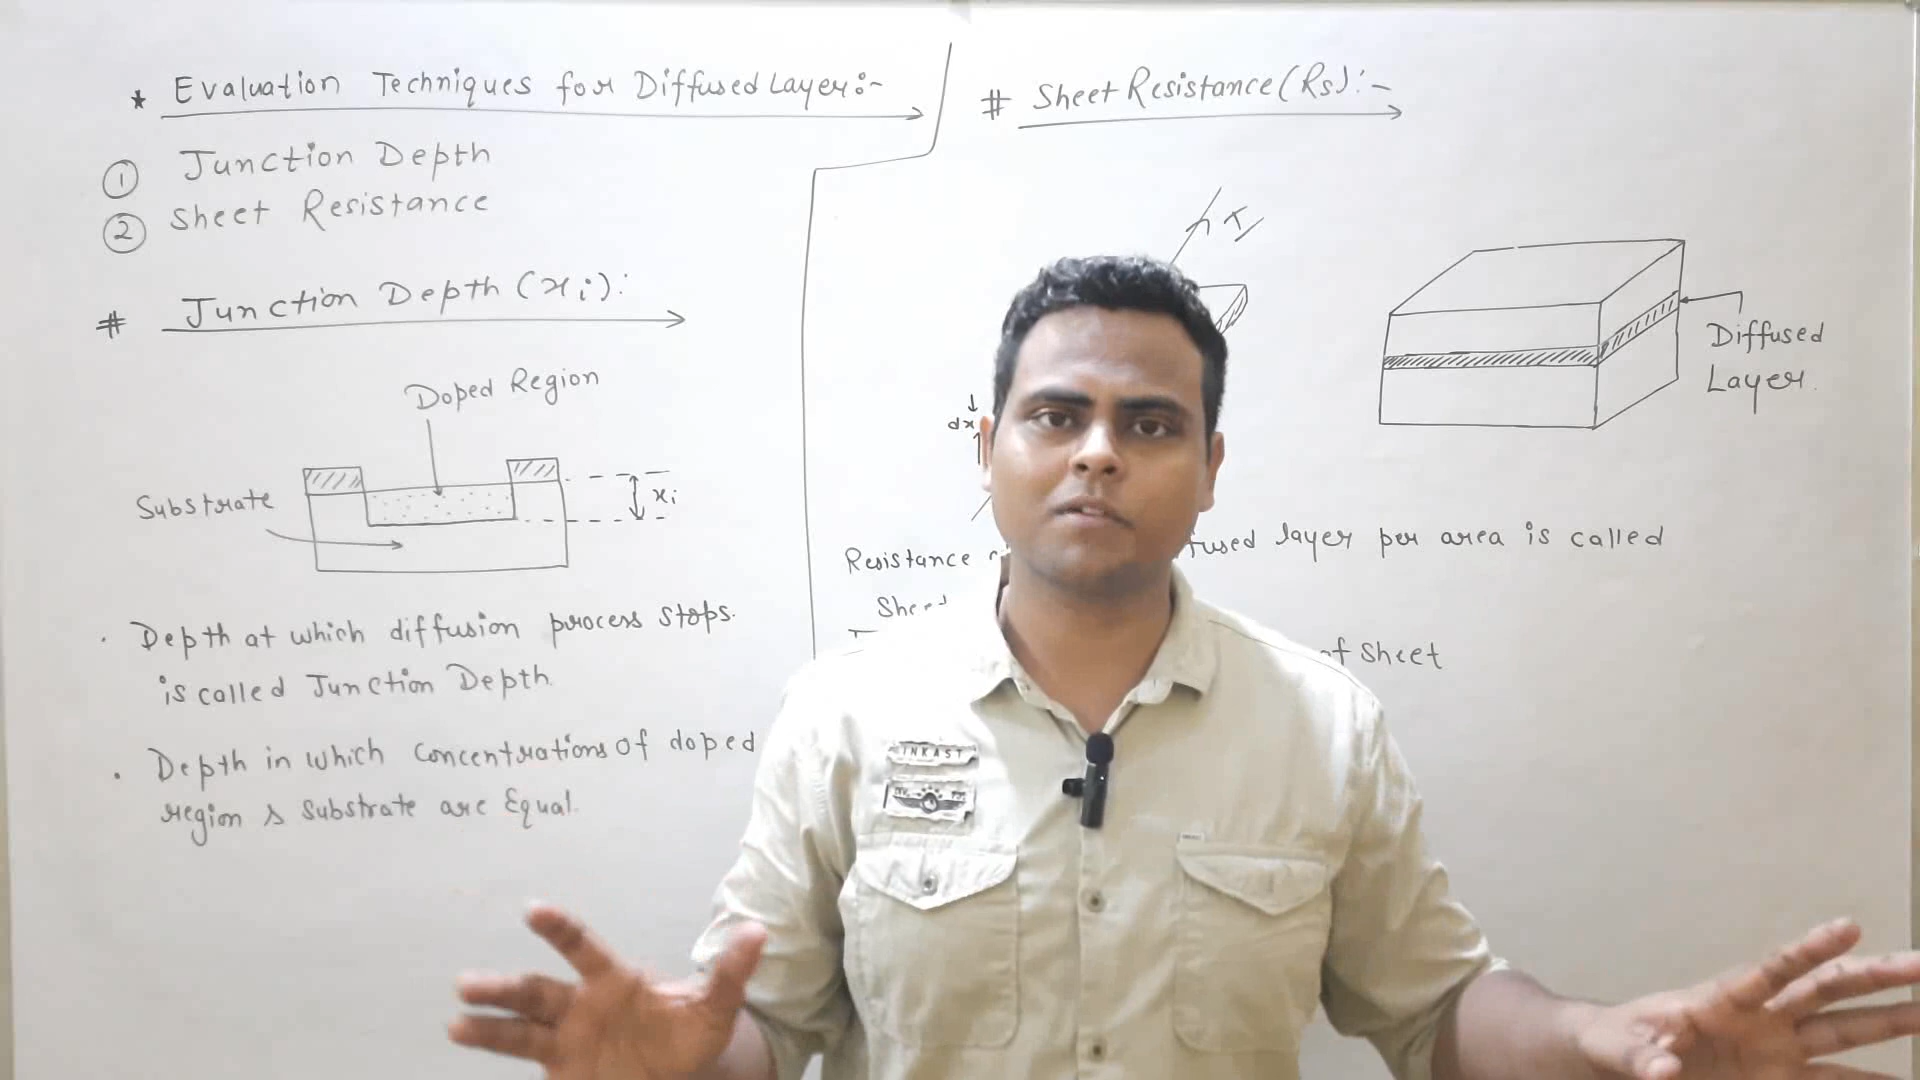 * Evaluation Techniques for Diffused Layer:-
① Junction Depth
② Sheet Resistance
# Junction Depth (xj):
Doped Region
Substrate
xj
. Depth at which diffusion process stops.
is called Junction Depth.
. Depth in which Concentrations of doped
region & substrate are Equal.
# Sheet Resistance (Rs):-
I
dx
Diffused
Layer.
Resistance layer per area is called
of Sheet
INKAST